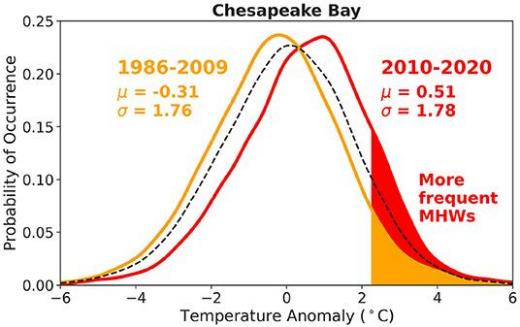 Chesapeake Bay
0.25
0.20
0.15
0.10
0.05
0.00
Probability of Occurrence
1986-2009
μ = -0.31
σ = 1.76
2010-2020
μ = 0.51
σ = 1.78
More
frequent
MHWs
−6 −4 −2 0 2 4 6
Temperature Anomaly (°C)